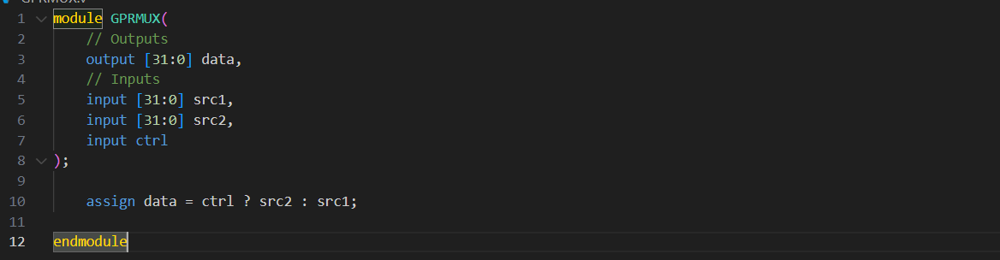 GPRMUX.v
1 module GPRMUX(
2 // Outputs
3 output [31:0] data,
4 // Inputs
5 input [31:0] src1,
6 input [31:0] src2,
7 input ctrl
8 );
9
10 assign data = ctrl ? src2 : src1;
11
12 endmodule